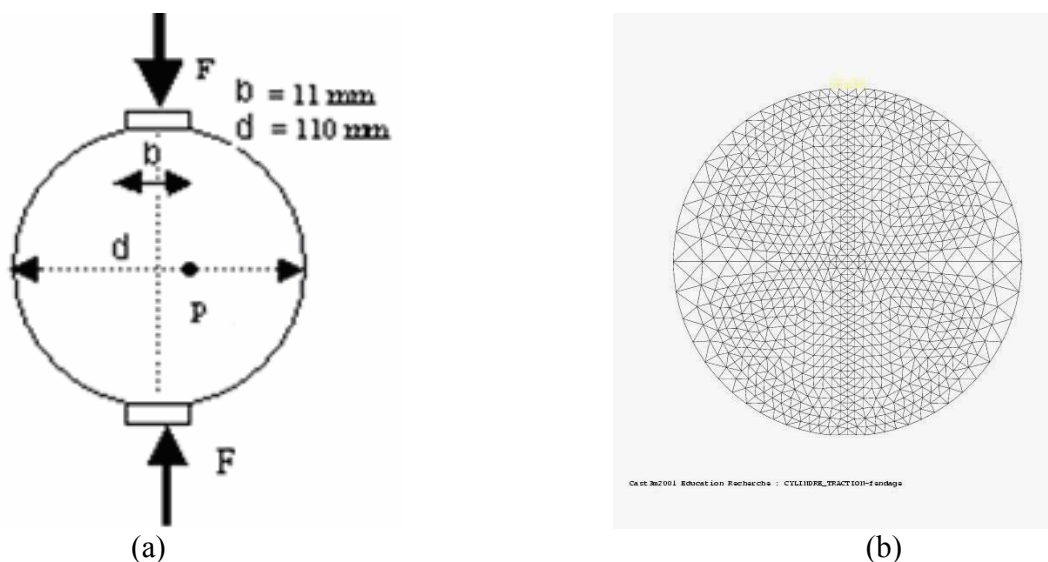 F
b = 11 mm
d = 110 mm
b
d
P
F
Cast3m2001 Education Recherche : CYLINDRE_TRACTION-fendage
(a)
(b)